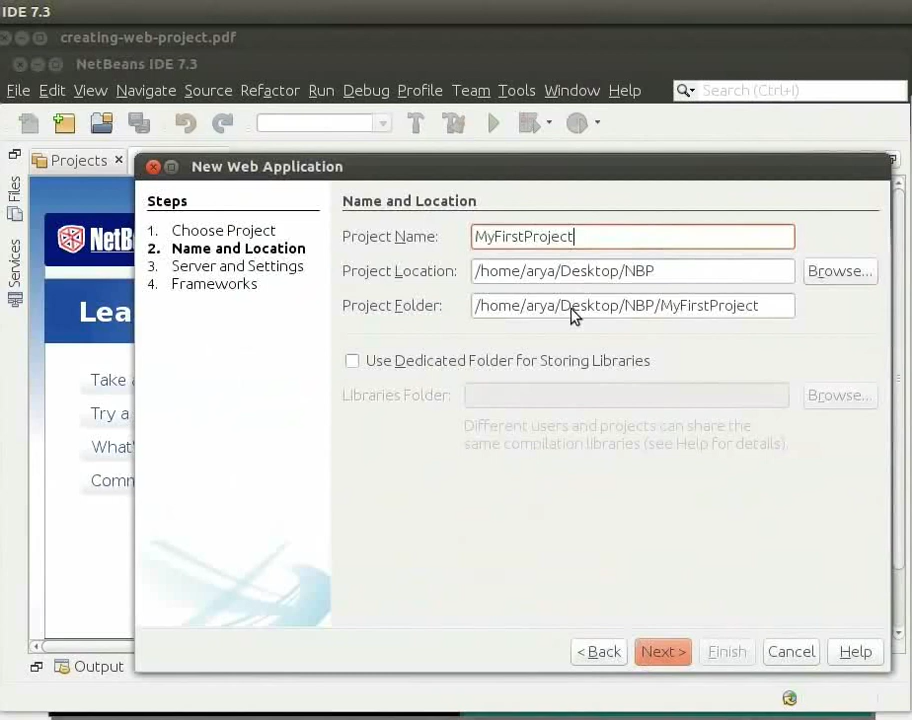 IDE 7.3
creating-web-project.pdf
NetBeans IDE 7.3
File Edit View Navigate Source Refactor Run Debug Profile Team Tools Window Help Search (Ctrl+I)
Projects
New Web Application
Files
Services
Steps
1. Choose Project
2. Name and Location
3. Server and Settings
4. Frameworks
Name and Location
Project Name: MyFirstProject
Project Location: /home/arya/Desktop/NBP Browse...
Project Folder: /home/arya/Desktop/NBP/MyFirstProject
Use Dedicated Folder for Storing Libraries
Libraries Folder: Browse...
Different users and projects can share the
same compilation libraries (see Help for details).
NetB
Lea
Take a
Try a
What'
Comm
< Back Next > Finish Cancel Help
Output